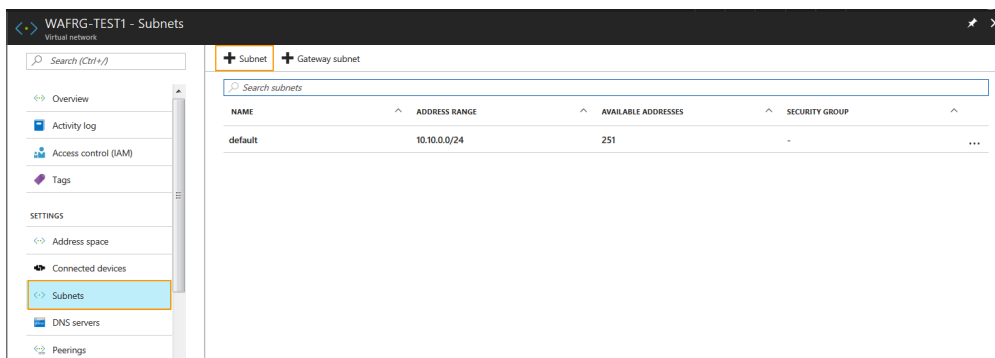 WAFRG-TEST1 - Subnets
Virtual network
Search (Ctrl+/)
Overview
Activity log
Access control (IAM)
Tags
SETTINGS
Address space
Connected devices
Subnets
DNS servers
Peerings
+ Subnet + Gateway subnet
Search subnets
NAME ADDRESS RANGE AVAILABLE ADDRESSES SECURITY GROUP
default 10.10.0.0/24 251 - ...